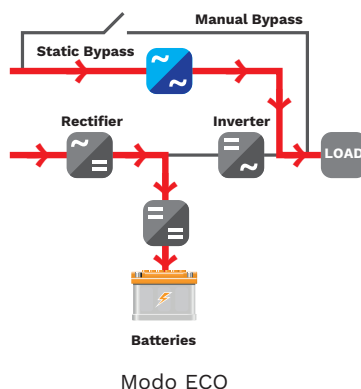 Manual Bypass
Static Bypass
Rectifier
Inverter
LOAD
Batteries
Modo ECO